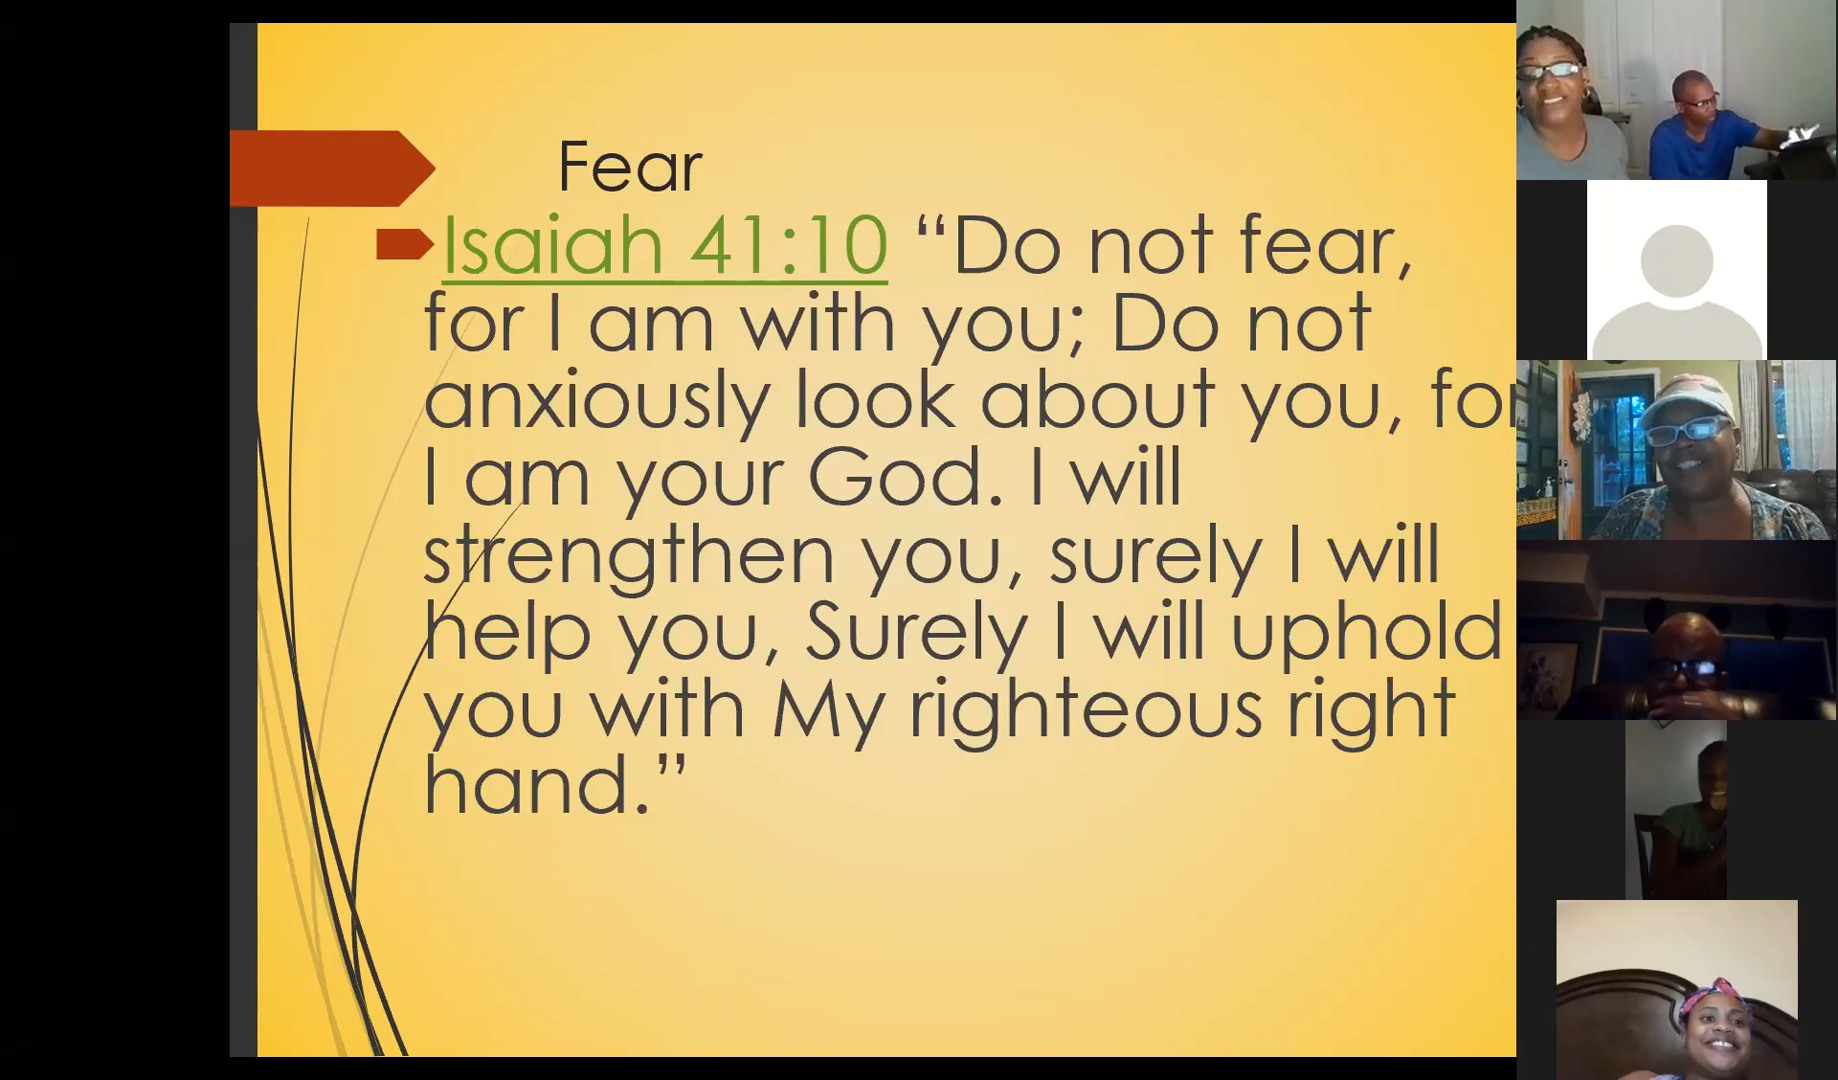 Fear
Isaiah 41:10 “Do not fear,
for I am with you; Do not
anxiously look about you, for
I am your God. I will
strengthen you, surely I will
help you, Surely I will uphold
you with My righteous right
hand.”